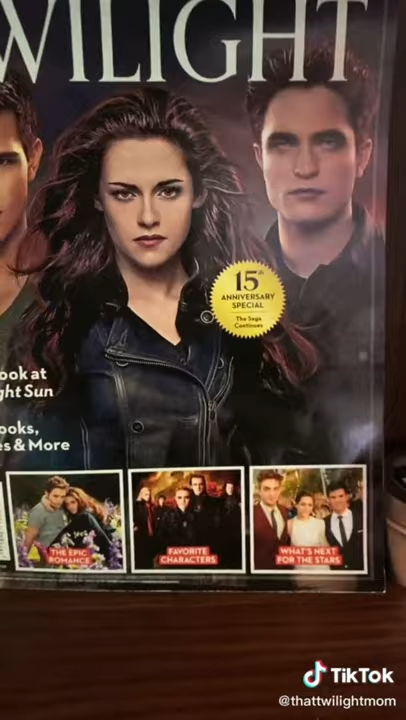 WILIGHT
15th
ANNIVERSARY
SPECIAL
The Saga
Continues
ook at
ght Sun
ooks,
es & More
THE EPIC
ROMANCE
FAVORITE
CHARACTERS
WHAT'S NEXT
FOR THE STARS
TikTok
@thattwilightmom